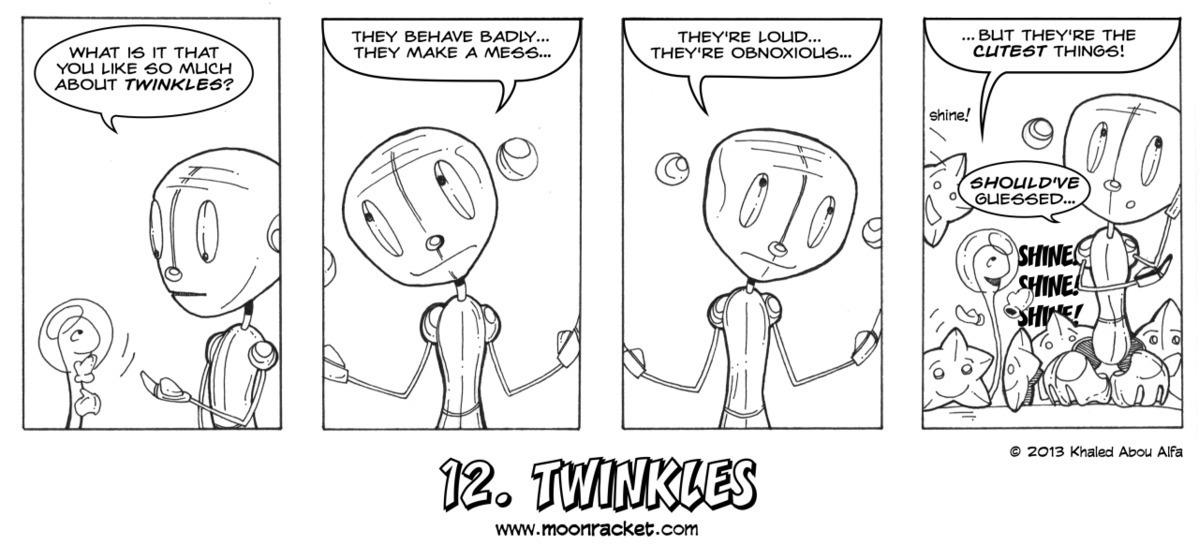 WHAT IS IT THAT
YOU LIKE SO MUCH
ABOUT TWINKLES?
THEY BEHAVE BADLY...
THEY MAKE A MESS...
THEY'RE LOUD...
THEY'RE OBNOXIOUS...
...BUT THEY'RE THE
CUTEST THINGS!
shine!
SHOULD'VE
GUESSED...
SHINE!
SHINE!
SHINE!
© 2013 Khaled Abou Alfa
12. TWINKLES
www.moonracket.com